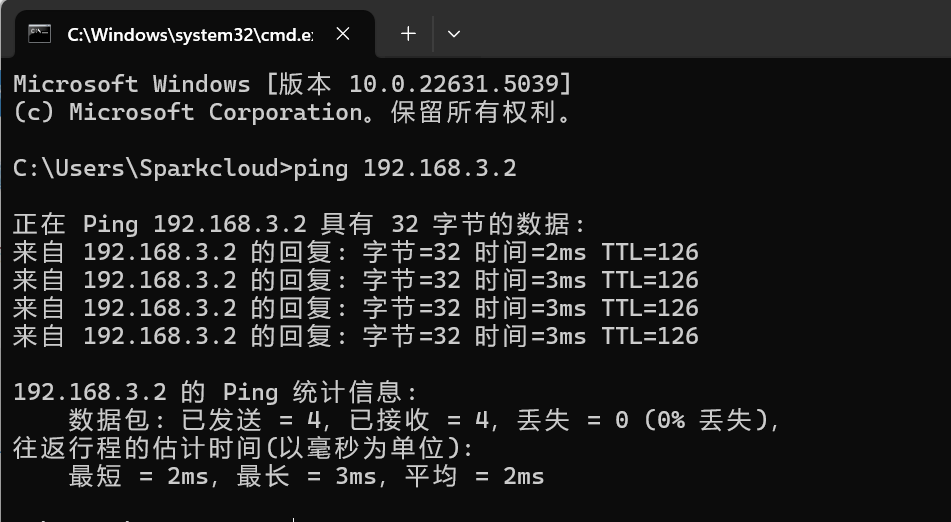 C:\Windows\system32\cmd.e
Microsoft Windows [版本 10.0.22631.5039]
(c) Microsoft Corporation。保留所有权利。
C:\Users\Sparkcloud>ping 192.168.3.2
正在 Ping 192.168.3.2 具有 32 字节的数据:
来自 192.168.3.2 的回复: 字节=32 时间=2ms TTL=126
来自 192.168.3.2 的回复: 字节=32 时间=3ms TTL=126
来自 192.168.3.2 的回复: 字节=32 时间=3ms TTL=126
来自 192.168.3.2 的回复: 字节=32 时间=3ms TTL=126
192.168.3.2 的 Ping 统计信息:
数据包: 已发送 = 4, 已接收 = 4, 丢失 = 0 (0% 丢失),
往返行程的估计时间(以毫秒为单位):
最短 = 2ms, 最长 = 3ms, 平均 = 2ms